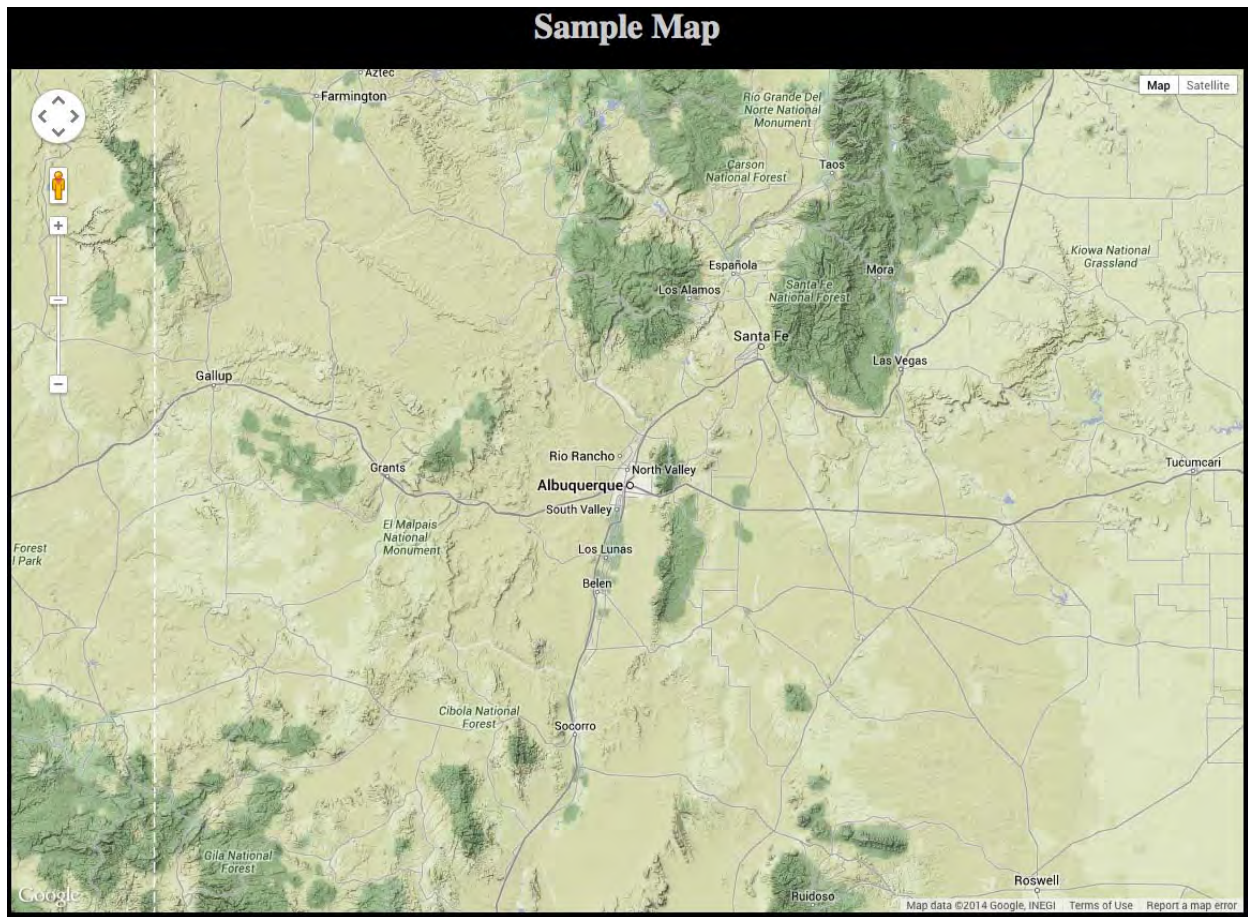 Sample Map
Aztec
Farmington
Map Satellite
Rio Grande Del
Norte National
Monument
Carson
National Forest
Taos
Kiowa National
Grassland
Española
Mora
Los Alamos
Santa Fe
National Forest
Santa Fe
Las Vegas
Gallup
Rio Rancho
Grants
North Valley
Tucumcari
Albuquerque
South Valley
El Malpais
National
Monument
Forest
l Park
Los Lunas
Belen
Cibola National
Forest
Socorro
Gila National
Forest
Roswell
Google
Ruidoso
Map data ©2014 Google, INEGI Terms of Use Report a map error